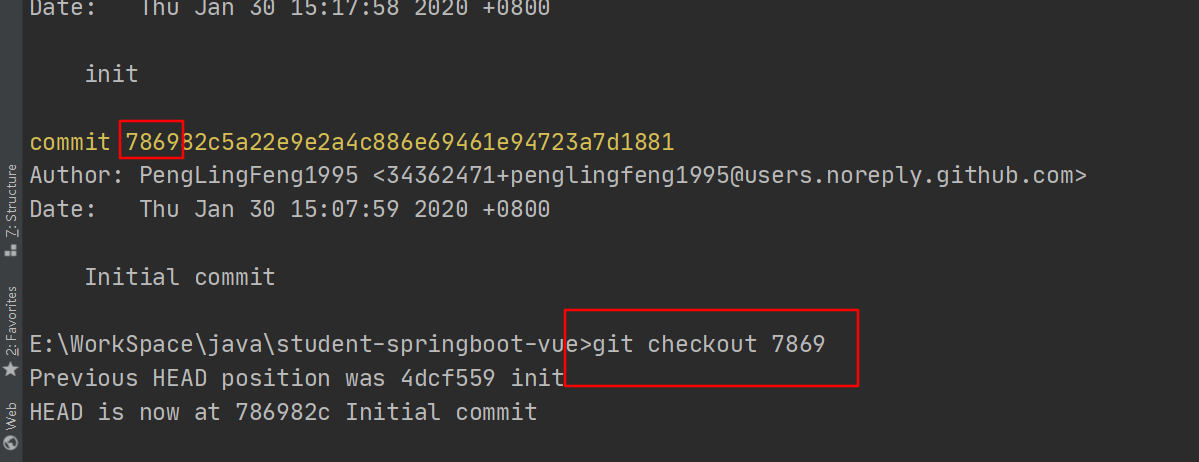 Date:   Thu Jan 30 15:17:58 2020 +0800
init
commit 786982c5a22e9e2a4c886e69461e94723a7d1881
Author: PengLingFeng1995 <34362471+penglingfeng1995@users.noreply.github.com>
Date:   Thu Jan 30 15:07:59 2020 +0800
Initial commit
E:\WorkSpace\java\student-springboot-vue>git checkout 7869
Previous HEAD position was 4dcf559 init
HEAD is now at 786982c Initial commit
7: Structure
2: Favorites
Web